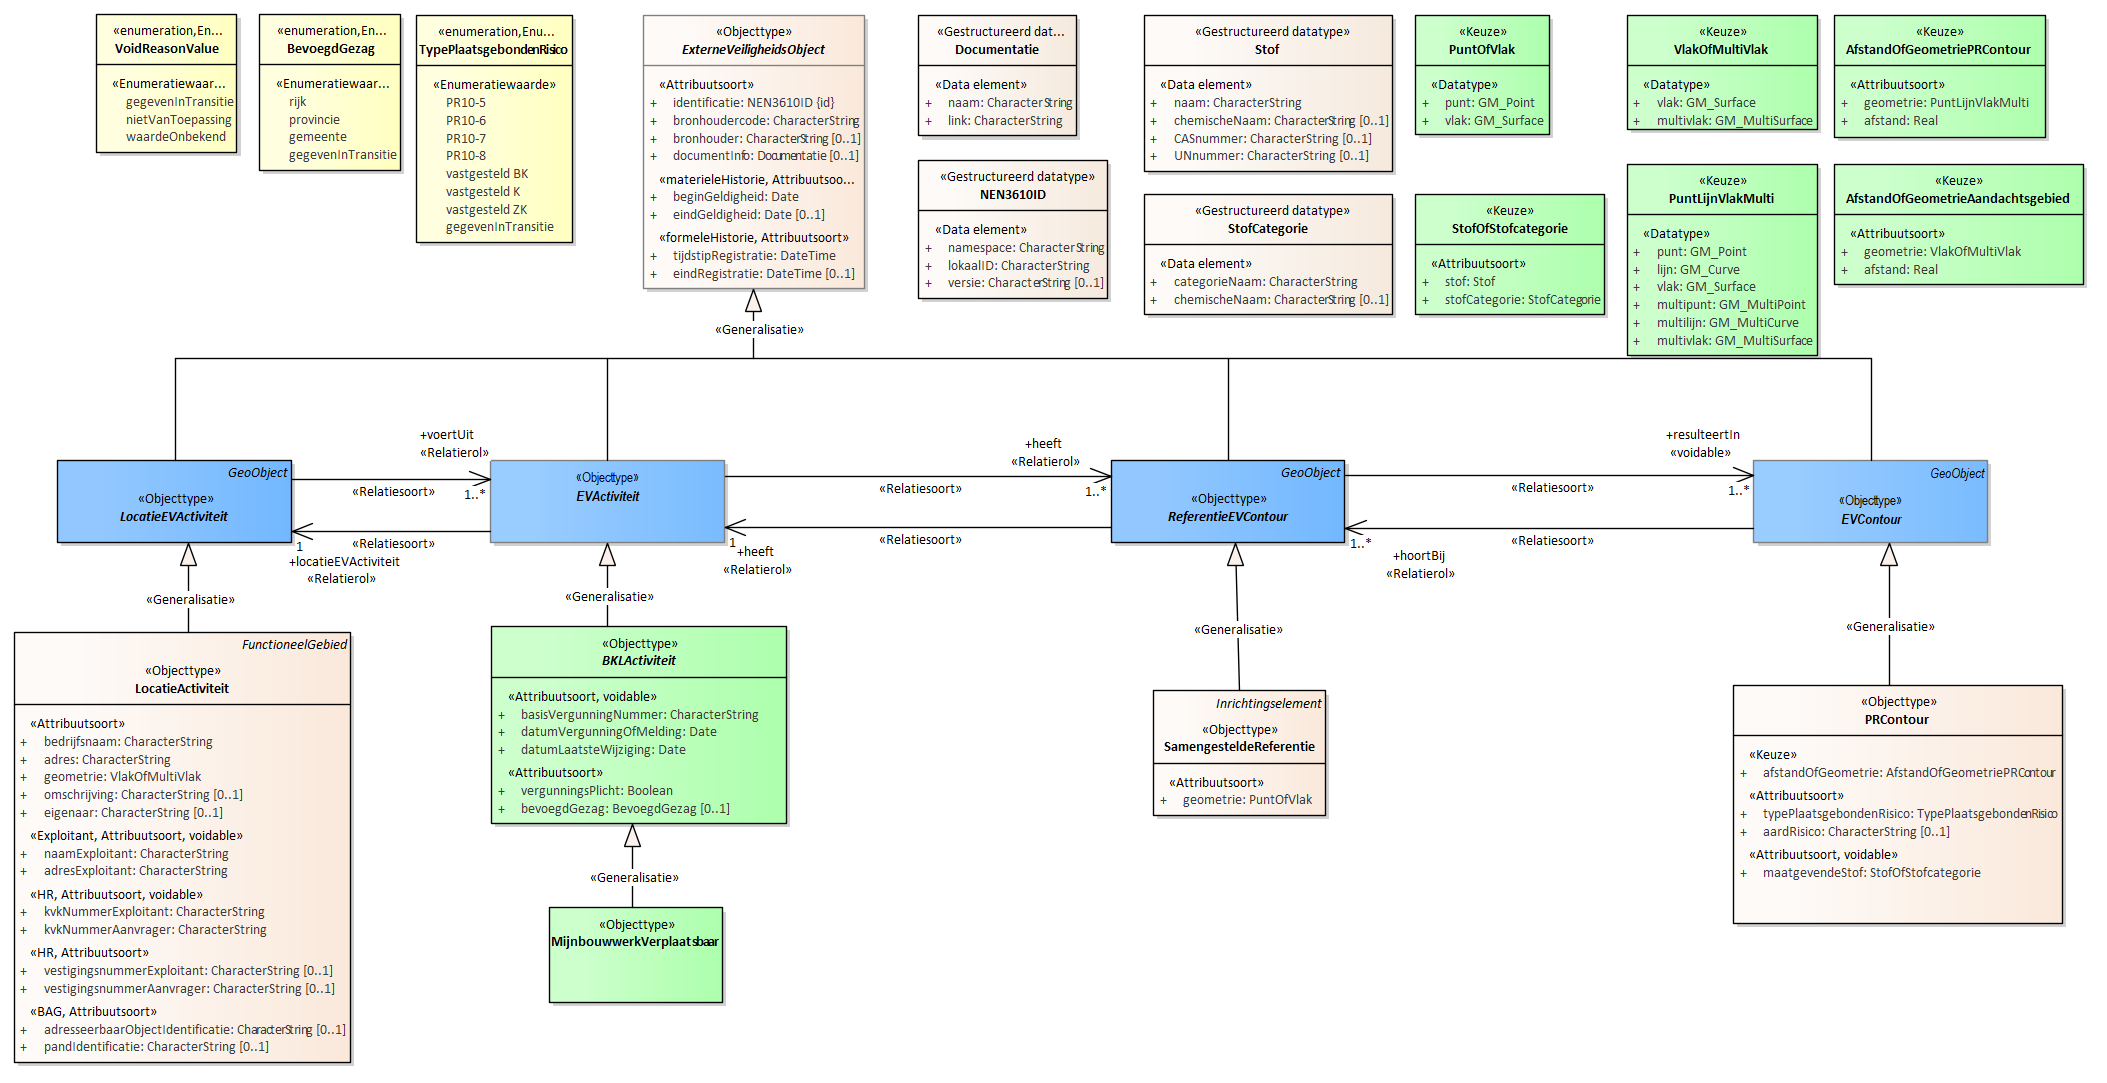 «enumeration,En...
VoidReasonValue
«Enumeratiewaar...
gegevenInTransitie
nietVanToepassing
waardeOnbekend
«enumeration,En...
BevoegdGezag
«Enumeratiewaar...
rijk
provincie
gemeente
gegevenInTransitie
«enumeration,Enu...
TypePlaatsgebondenRisico
«Enumeratiewaarde»
PR10-5
PR10-6
PR10-7
PR10-8
vastgesteld BK
vastgesteld K
vastgesteld ZK
gegevenInTransitie
«Objecttype»
ExterneVeiligheidsObject
«Attribuutsoort»
+ identificatie: NEN3610ID {id}
+ bronhoudercode: CharacterString
+ bronhouder: CharacterString [0..1]
+ documentInfo: Documentatie [0..1]
«materieleHistorie, Attribuutsoo...
+ beginGeldigheid: Date
+ eindGeldigheid: Date [0..1]
«formeleHistorie, Attribuutsoort»
+ tijdstipRegistratie: DateTime
+ eindRegistratie: DateTime [0..1]
«Gestructureerd dat...
Documentatie
«Data element»
+ naam: CharacterString
+ link: CharacterString
«Gestructureerd datatype»
NEN3610ID
«Data element»
+ namespace: CharacterString
+ lokaalID: CharacterString
+ versie: CharacterString [0..1]
«Gestructureerd datatype»
Stof
«Data element»
+ naam: CharacterString
+ chemischeNaam: CharacterString [0..1]
+ CASnummer: CharacterString [0..1]
+ UNnummer: CharacterString [0..1]
«Gestructureerd datatype»
StofCategorie
«Data element»
+ categorieNaam: CharacterString
+ chemischeNaam: CharacterString [0..1]
«Keuze»
PuntOfVlak
«Datatype»
+ punt: GM_Point
+ vlak: GM_Surface
«Keuze»
StofOfStofcategorie
«Attribuutsoort»
+ stof: Stof
+ stofCategorie: StofCategorie
«Keuze»
VlakOfMultiVlak
«Datatype»
+ vlak: GM_Surface
+ multivlak: GM_MultiSurface
«Keuze»
PuntLijnVlakMulti
«Datatype»
+ punt: GM_Point
+ lijn: GM_Curve
+ vlak: GM_Surface
+ multipunt: GM_MultiPoint
+ multilijn: GM_MultiCurve
+ multivlak: GM_MultiSurface
«Keuze»
AfstandOfGeometriePRContour
«Attribuutsoort»
+ geometrie: PuntLijnVlakMulti
+ afstand: Real
«Keuze»
AfstandOfGeometrieAandachtsgebied
«Attribuutsoort»
+ geometrie: VlakOfMultiVlak
+ afstand: Real
«Generalisatie»
GeoObject
«Objecttype»
LocatieEVActiviteit
+voertUit
«Relatierol»
«Relatiesoort»
1..*
«Relatiesoort»
1
+locatieEVActiviteit
«Relatierol»
«Objecttype»
EVActiviteit
+heeft
«Relatierol»
«Relatiesoort»
1..*
«Relatiesoort»
1
+heeft
«Relatierol»
GeoObject
«Objecttype»
ReferentieEVContour
+resulteertIn
«voidable»
«Relatiesoort»
1..*
«Relatiesoort»
1..*
+hoortBij
«Relatierol»
GeoObject
«Objecttype»
EVContour
«Generalisatie»
«Generalisatie»
«Generalisatie»
«Generalisatie»
FunctioneelGebied
«Objecttype»
LocatieActiviteit
«Attribuutsoort»
+ bedrijfsnaam: CharacterString
+ adres: CharacterString
+ geometrie: VlakOfMultiVlak
+ omschrijving: CharacterString [0..1]
+ eigenaar: CharacterString [0..1]
«Exploitant, Attribuutsoort, voidable»
+ naamExploitant: CharacterString
+ adresExploitant: CharacterString
«HR, Attribuutsoort, voidable»
+ kvkNummerExploitant: CharacterString
+ kvkNummerAanvrager: CharacterString
«HR, Attribuutsoort»
+ vestigingsnummerExploitant: CharacterString [0..1]
+ vestigingsnummerAanvrager: CharacterString [0..1]
«BAG, Attribuutsoort»
+ adresseerbaarObjectIdentificatie: CharacterString [0..1]
+ pandIdentificatie: CharacterString [0..1]
«Objecttype»
BKLActiviteit
«Attribuutsoort, voidable»
+ basisVergunningNummer: CharacterString
+ datumVergunningOfMelding: Date
+ datumLaatsteWijziging: Date
«Attribuutsoort»
+ vergunningsPlicht: Boolean
+ bevoegdGezag: BevoegdGezag [0..1]
«Generalisatie»
«Objecttype»
MijnbouwwerkVerplaatsbaar
Inrichtingselement
«Objecttype»
SamengesteldeReferentie
«Attribuutsoort»
+ geometrie: PuntOfVlak
«Objecttype»
PRContour
«Keuze»
+ afstandOfGeometrie: AfstandOfGeometriePRContour
«Attribuutsoort»
+ typePlaatsgebondenRisico: TypePlaatsgebondenRisico
+ aardRisico: CharacterString [0..1]
«Attribuutsoort, voidable»
+ maatgevendeStof: StofOfStofcategorie